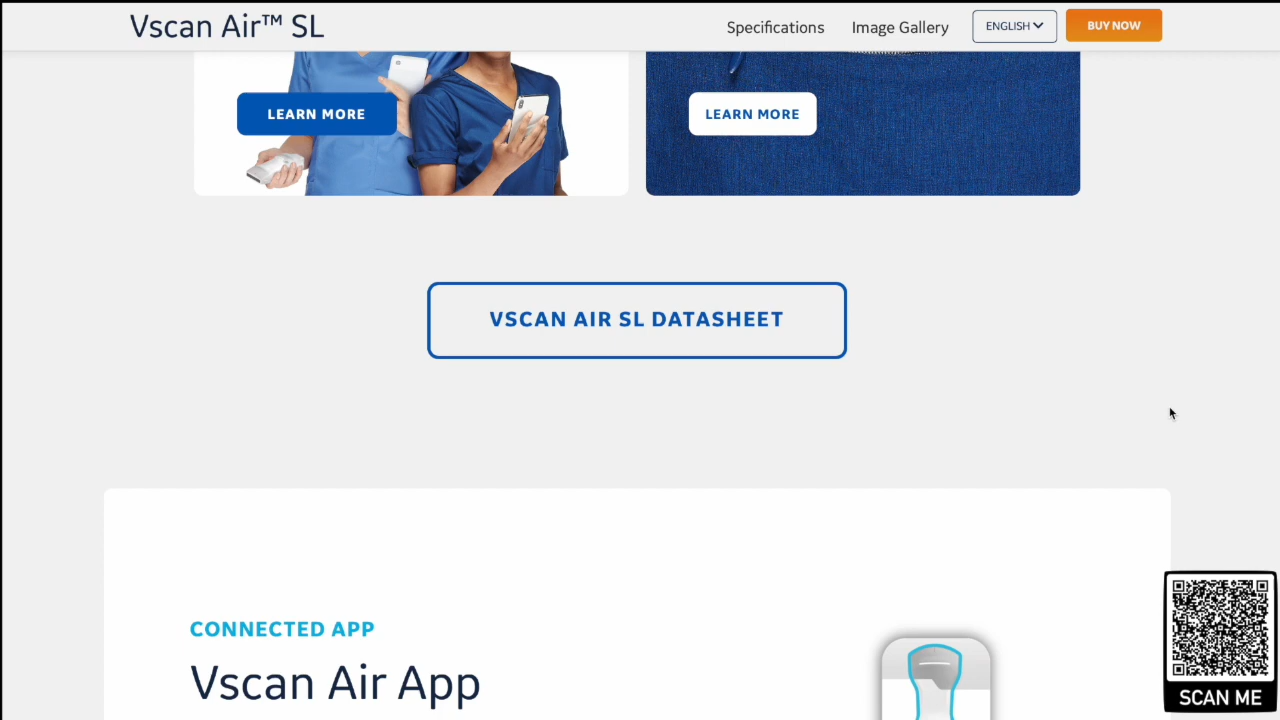 Vscan Air™ SL
Specifications
Image Gallery
ENGLISH
BUY NOW
LEARN MORE
LEARN MORE
VSCAN AIR SL DATASHEET
CONNECTED APP
Vscan Air App
SCAN ME